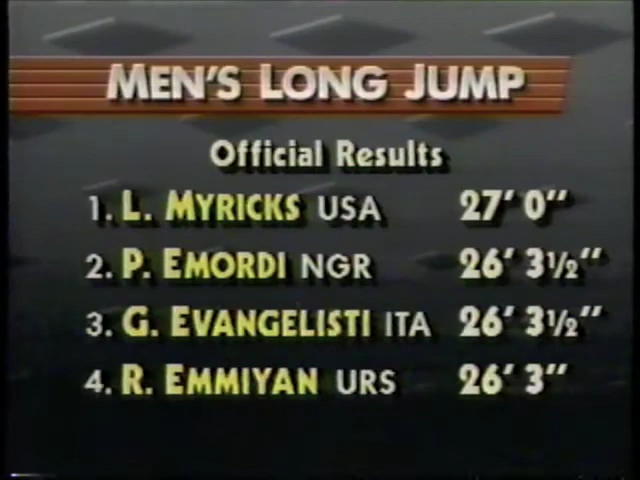 MEN'S LONG JUMP
Official Results
1. L. MYRICKS USA 27' 0"
2. P. EMORDI NGR 26' 3½"
3. G. EVANGELISTI ITA 26' 3½"
4. R. EMMIYAN URS 26' 3"